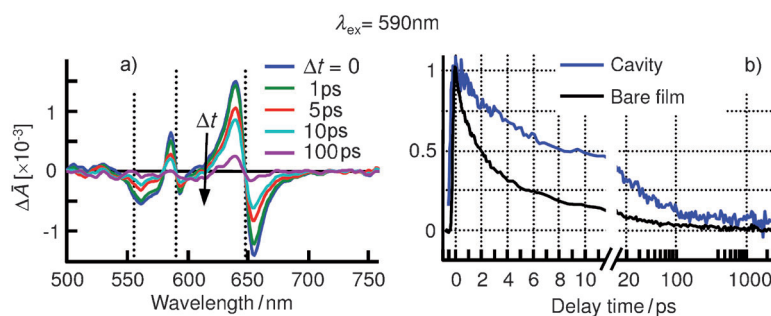 λex= 590nm
a)
Δt = 0
1ps
5ps
10ps
100ps
Δt
ΔĀ [×10-3]
1
0
-1
500 550 600 650 700 750
Wavelength / nm
b)
Cavity
Bare film
1
0.5
0
0 2 4 6 8 10 20 100 1000
Delay time / ps